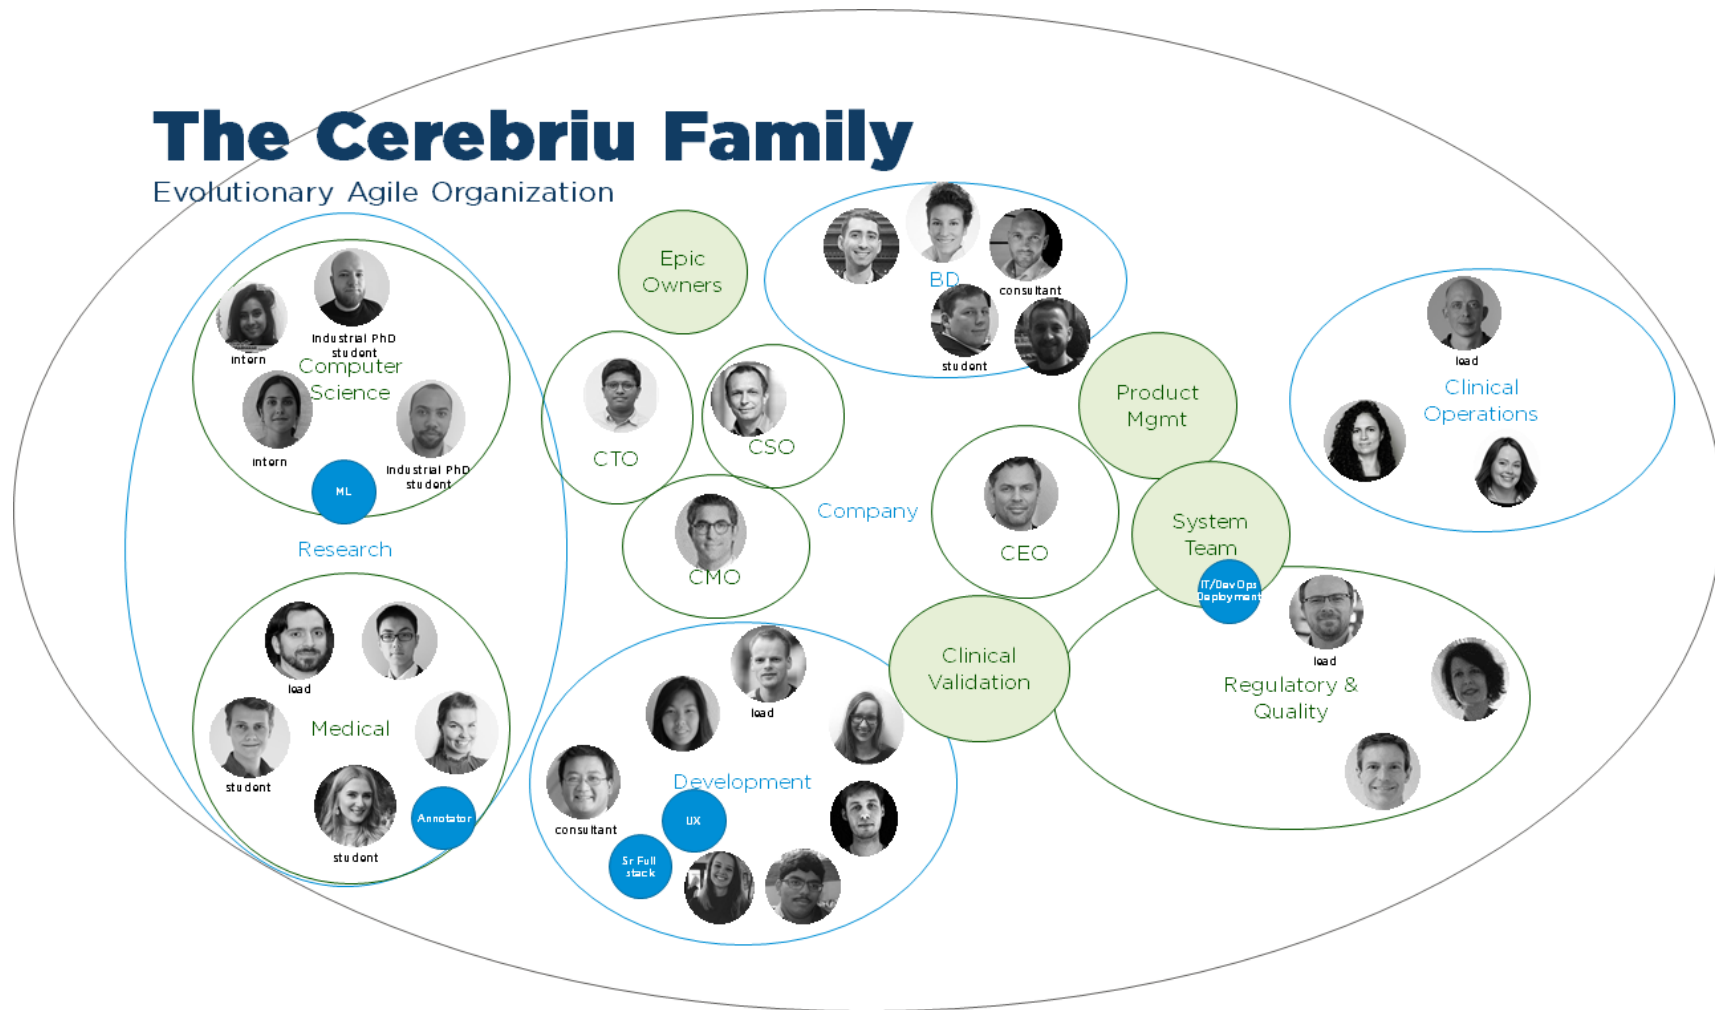 The Cerebriu Family
Evolutionary Agile Organization
Epic
Owners
BD
consultant
student
intern
Industrial PhD
student
Computer
Science
intern
Industrial PhD
student
ML
Research
CTO
CSO
CMO
Company
CEO
Product
Mgmt
System
Team
IT/DevOps
Deployment
lead
Clinical
Operations
lead
Medical
student
student
Annotator
lead
Development
consultant
UX
Sr Full
stack
Clinical
Validation
lead
Regulatory &
Quality